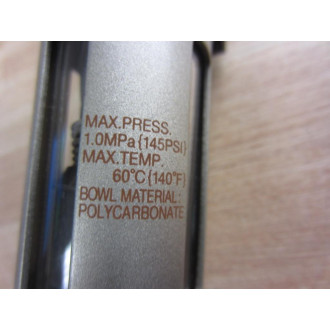 MAX.PRESS.
1.0MPa{145PSI}
MAX.TEMP.
60°C{140°F}
BOWL MATERIAL:
POLYCARBONATE